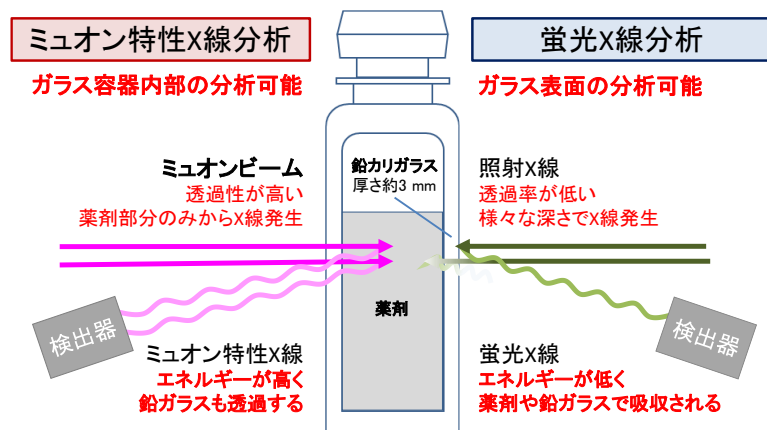 ミュオン特性X線分析
ガラス容器内部の分析可能
蛍光X線分析
ガラス表面の分析可能
ミュオンビーム
透過性が高い
薬剤部分のみからX線発生
鉛カリガラス
厚さ約3 mm
照射X線
透過率が低い
様々な深さでX線発生
薬剤
検出器
検出器
ミュオン特性X線
エネルギーが高く
鉛ガラスも透過する
蛍光X線
エネルギーが低く
薬剤や鉛ガラスで吸収される